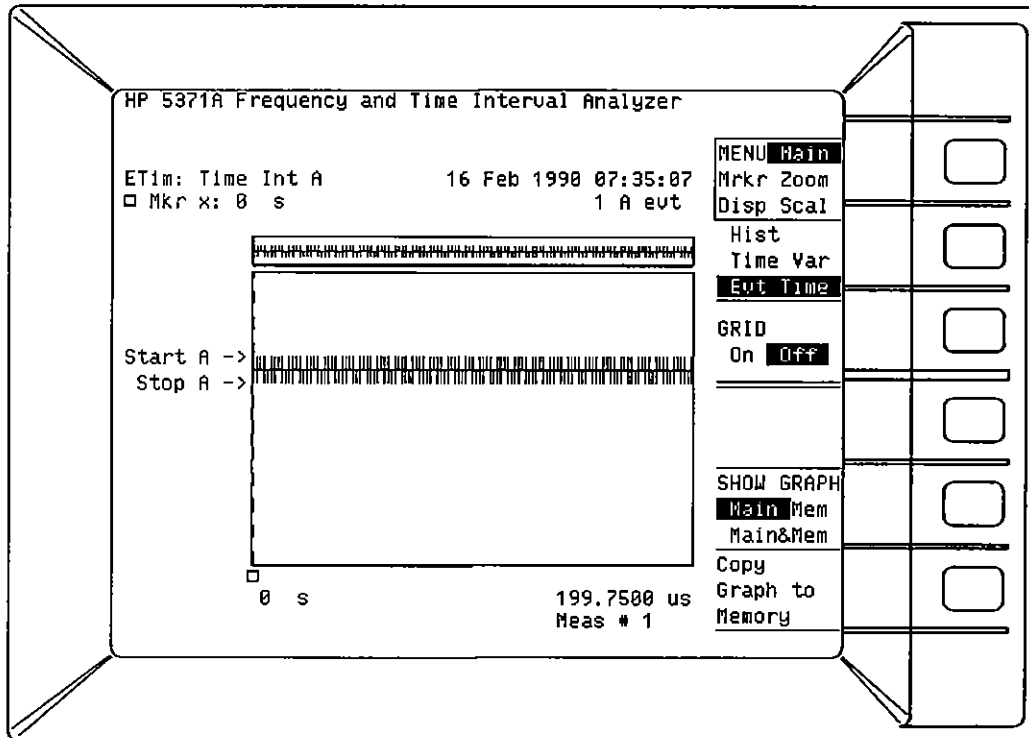 HP 5371A Frequency and Time Interval Analyzer
ETim: Time Int A 16 Feb 1990 07:35:07
Mkr x: 0 s 1 A evt
Start A ->
Stop A ->
0 s 199.7500 us
Meas # 1
MENU Main
Mrkr Zoom
Disp Scal
Hist
Time Var
Evt Time
GRID
On Off
SHOW GRAPH
Main Mem
Main&Mem
Copy
Graph to
Memory